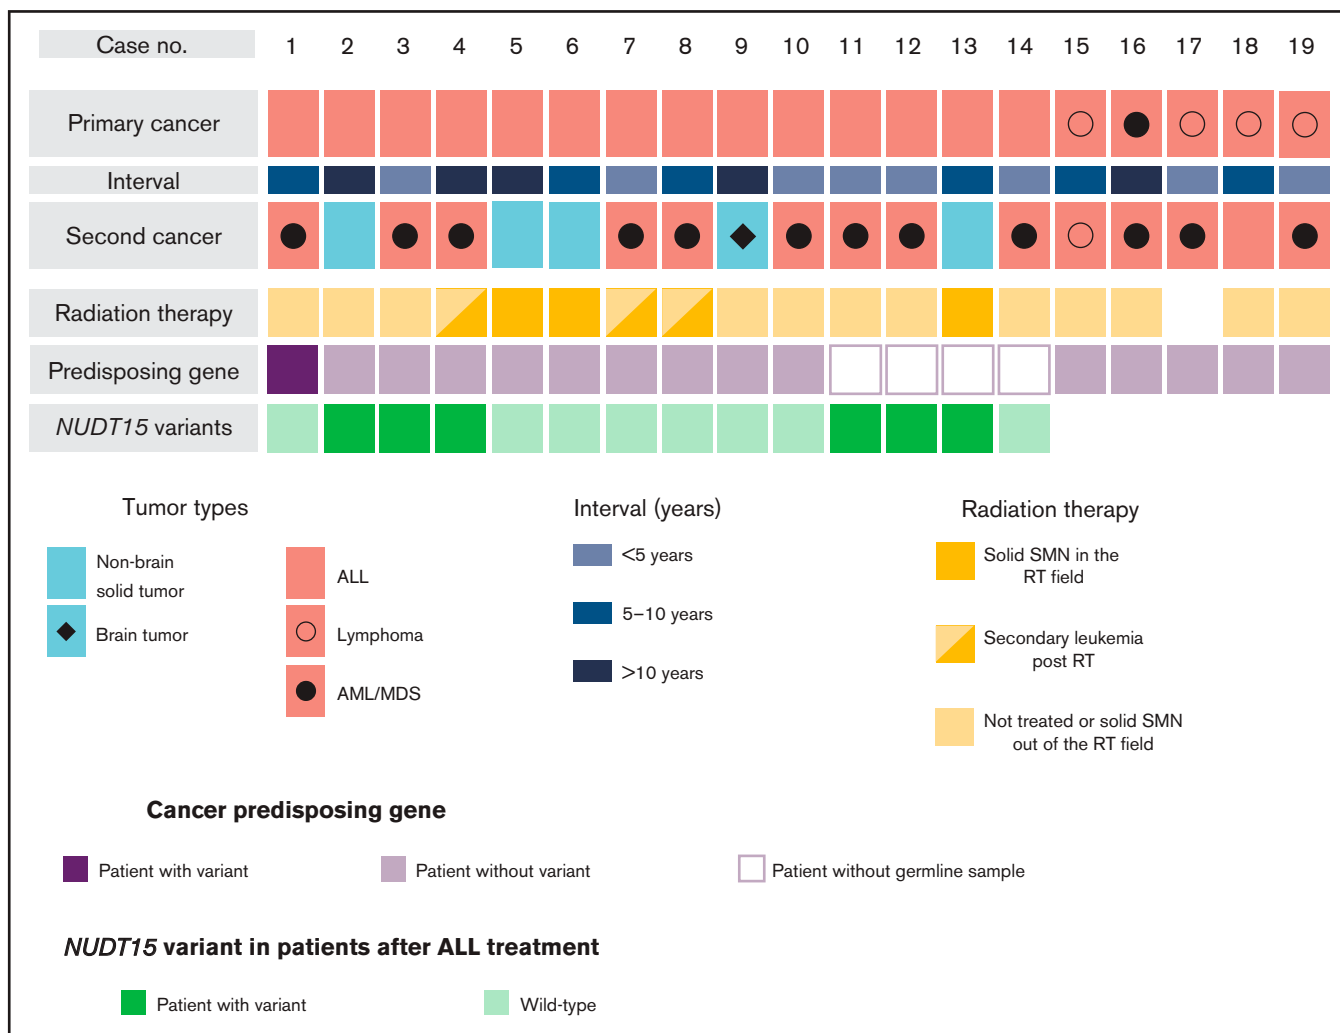 Case no. 1 2 3 4 5 6 7 8 9 10 11 12 13 14 15 16 17 18 19
Primary cancer
Interval
Second cancer
Radiation therapy
Predisposing gene
NUDT15 variants
Tumor types
Non-brain
solid tumor
Brain tumor
ALL
Lymphoma
AML/MDS
Interval (years)
<5 years
5–10 years
>10 years
Radiation therapy
Solid SMN in the
RT field
Secondary leukemia
post RT
Not treated or solid SMN
out of the RT field
Cancer predisposing gene
Patient with variant
Patient without variant
Patient without germline sample
NUDT15 variant in patients after ALL treatment
Patient with variant
Wild-type